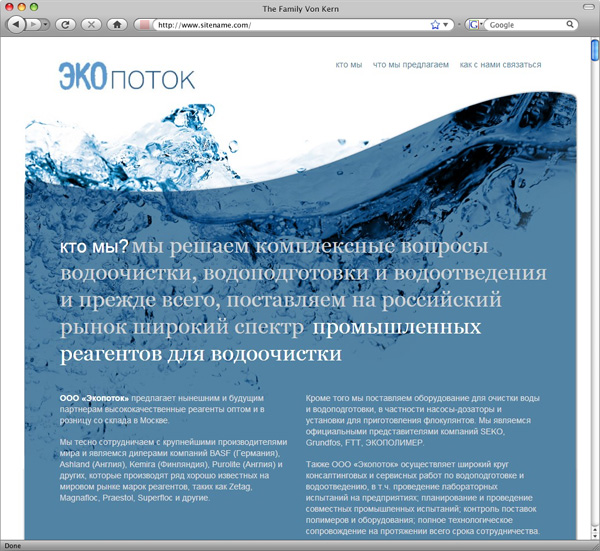 The Family Von Kern
http://www.sitename.com/
Google
ЭКОПОТОК
кто мы    что мы предлагаем    как с нами связаться
кто мы? мы решаем комплексные вопросы
водоочистки, водоподготовки и водоотведения
и прежде всего, поставляем на российский
рынок широкий спектр промышленных
реагентов для водоочистки
ООО «Экопоток» предлагает нынешним и будущим
партнерам высококачественные реагенты оптом и в
розницу со склада в Москве.
Мы тесно сотрудничаем с крупнейшими производителями
мира и являемся дилерами компаний BASF (Германия),
Ashland (Англия), Kemira (Финляндия), Purolite (Англия) и
других, которые производят ряд хорошо известных на
мировом рынке марок реагентов, таких как Zetag,
Magnafloc, Praestol, Superfloc и другие.
Кроме того мы поставляем оборудование для очистки воды
и водоподготовки, в частности насосы-дозаторы и
установки для приготовления флокулянтов. Мы являемся
официальными представителями компаний SEKO,
Grundfos, FTT, ЭКОПОЛИМЕР.
Также ООО «Экопоток» осуществляет широкий круг
консалтинговых и сервисных работ по водоподготовке и
водоотведению, в т.ч. проведение лабораторных
испытаний на предприятиях; планирование и проведение
совместных промышленных испытаний; контроль поставок
полимеров и оборудования; полное технологическое
сопровождение на протяжении всего срока сотрудничества.
Done